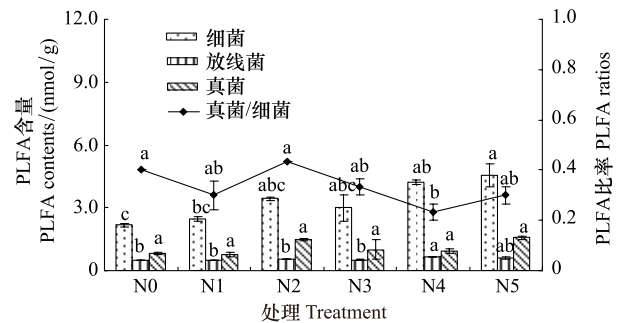 12.0
9.0
6.0
3.0
0
PLFA含量
PLFA contents/(nmol/g)
细菌
放线菌
真菌
真菌/细菌
1.0
0.8
0.6
0.4
0.2
0
PLFA比率 PLFA ratios
a
ab
a
ab
ab
b
a
ab
c
b
a
bc
b
a
abc
b
a
abc
b
a
a
a
ab
a
N0
N1
N2
N3
N4
N5
处理 Treatment